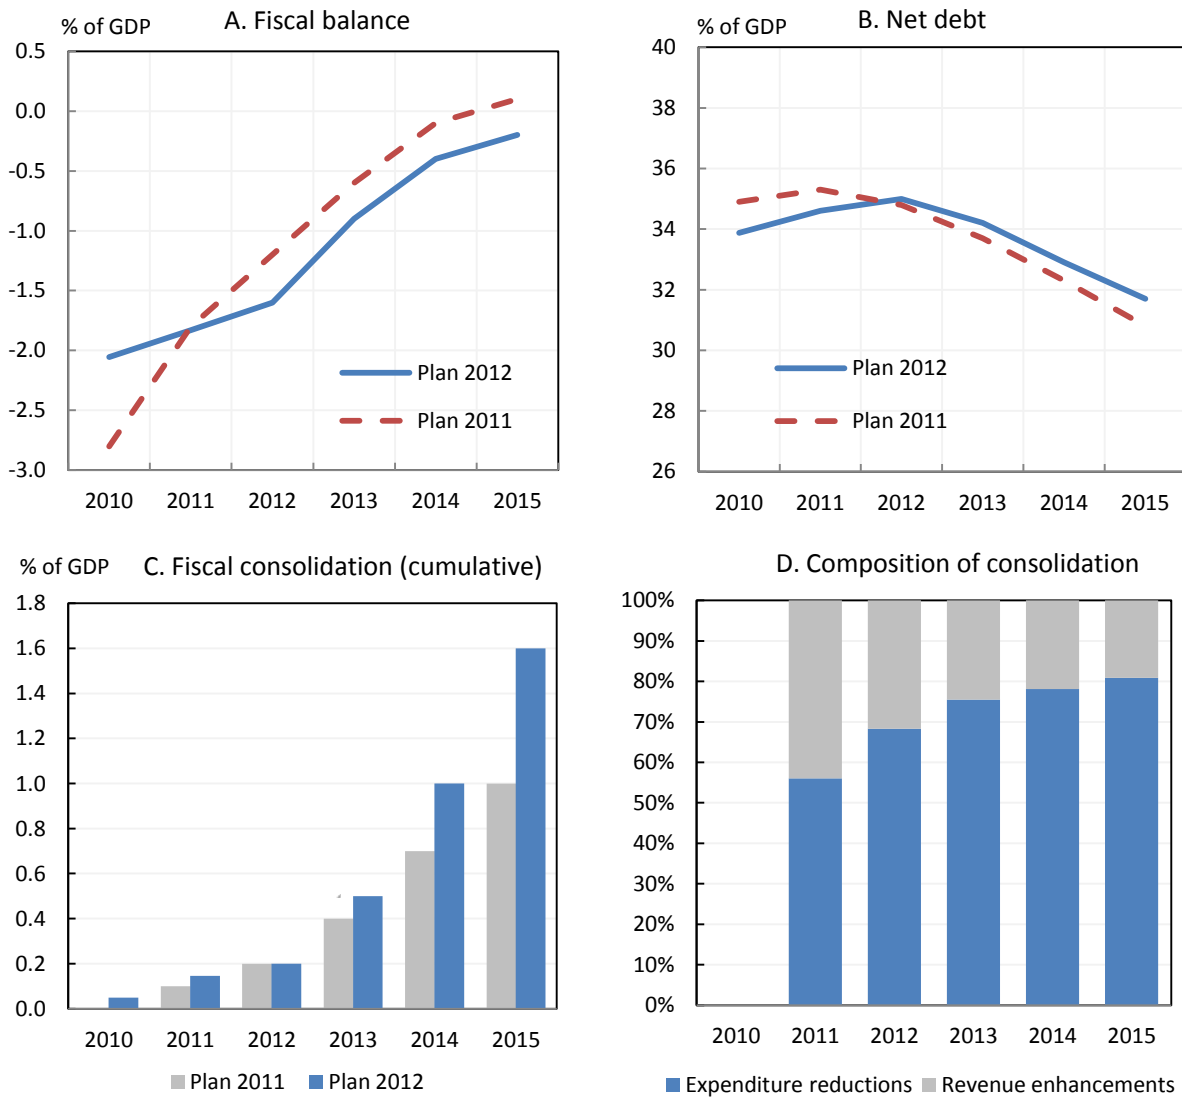 A. Fiscal balance
% of GDP
0.5
0.0
-0.5
-1.0
-1.5
-2.0
-2.5
-3.0
Plan 2012
Plan 2011
2010 2011 2012 2013 2014 2015
B. Net debt
% of GDP
40
38
36
34
32
30
28
26
Plan 2012
Plan 2011
2010 2011 2012 2013 2014 2015
C. Fiscal consolidation (cumulative)
% of GDP
1.8
1.6
1.4
1.2
1.0
0.8
0.6
0.4
0.2
0.0
2010 2011 2012 2013 2014 2015
Plan 2011 Plan 2012
D. Composition of consolidation
100%
90%
80%
70%
60%
50%
40%
30%
20%
10%
0%
2010 2011 2012 2013 2014 2015
Expenditure reductions Revenue enhancements